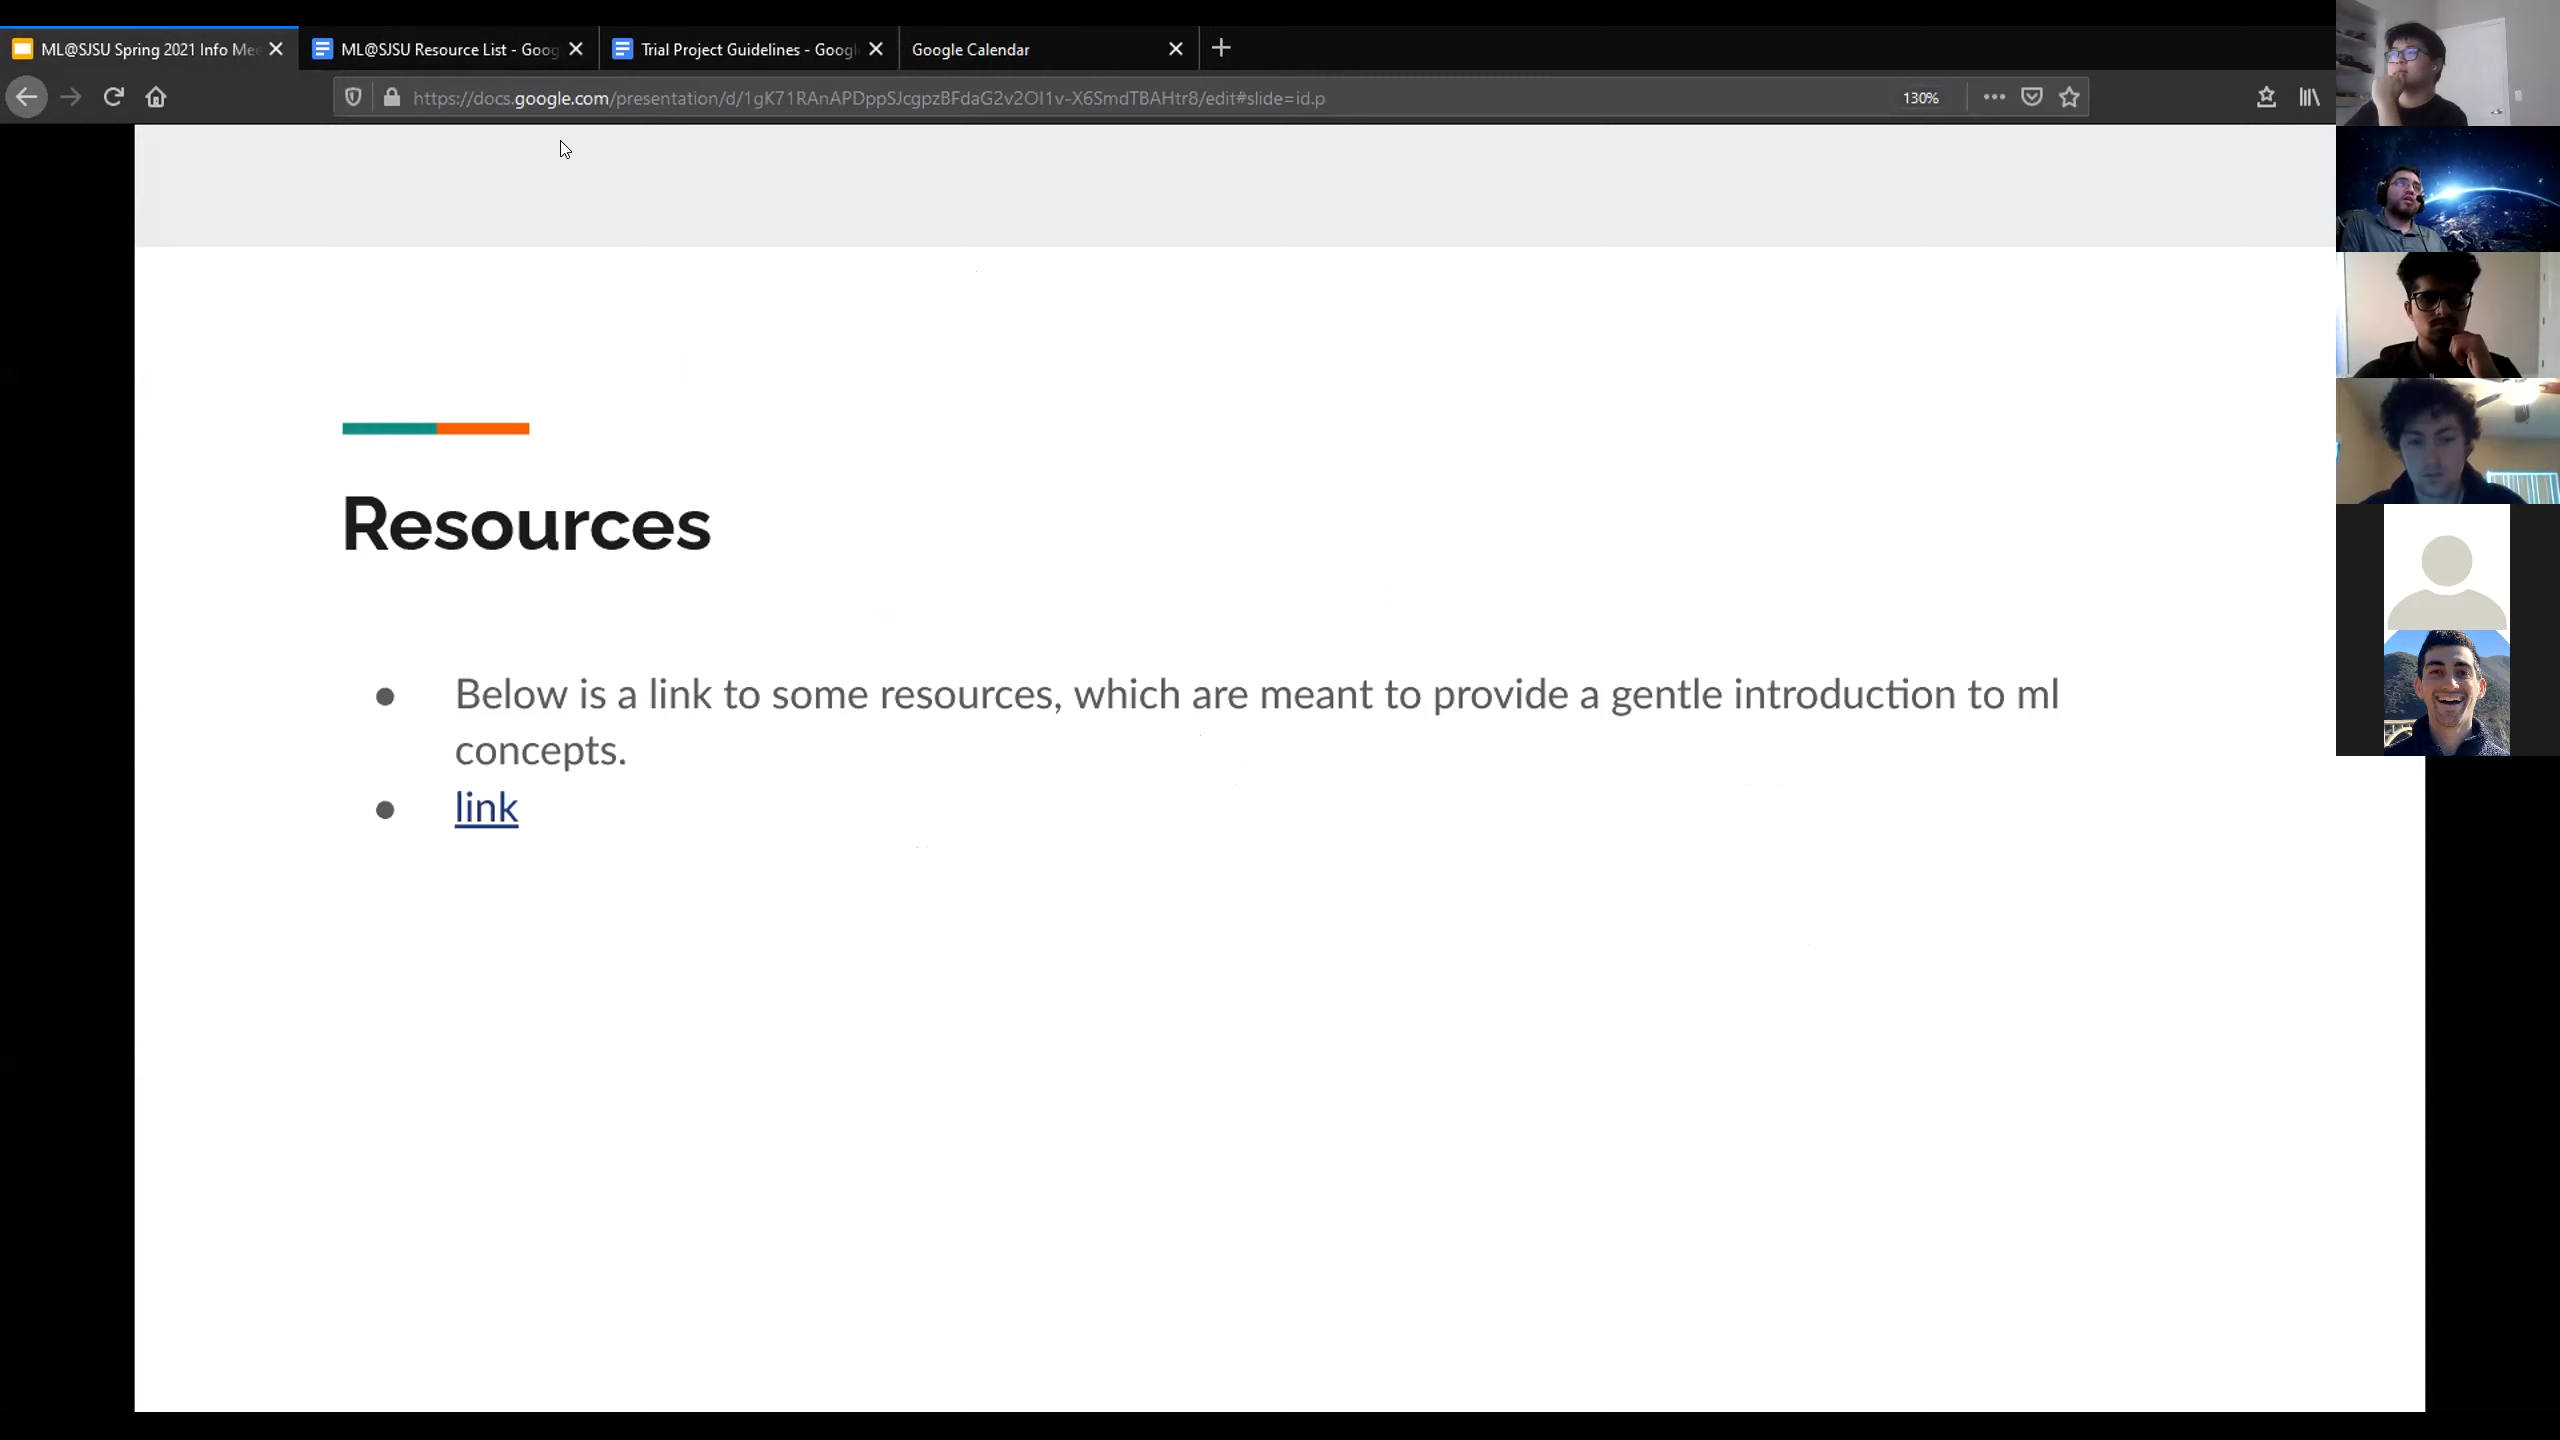 ML@SJSU Spring 2021 Info Mee
ML@SJSU Resource List - Goog
Trial Project Guidelines - Googl
Google Calendar
https://docs.google.com/presentation/d/1gK71RAnAPDppSJcgpzBFdaG2v2OI1v-X6SmdTBAHtr8/edit#slide=id.p
130%
Resources
● Below is a link to some resources, which are meant to provide a gentle introduction to ml
concepts.
● link